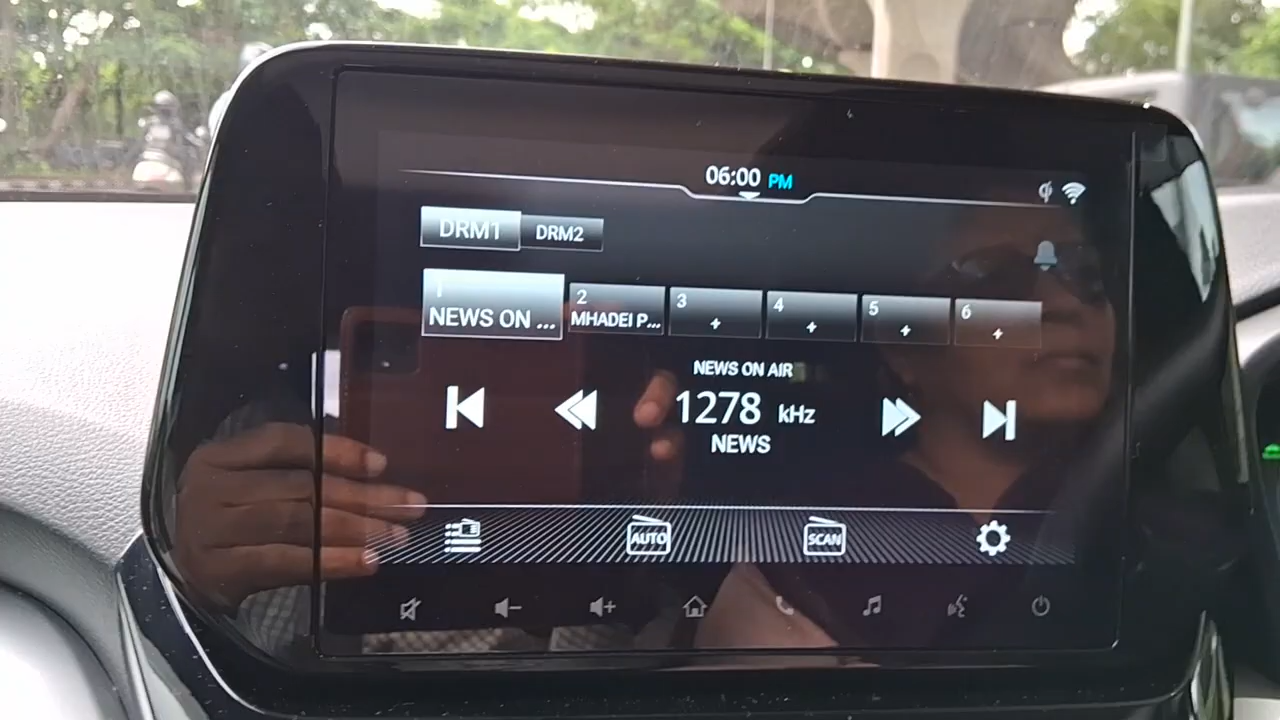 06:00 PM
DRM1 DRM2
1 2 3 4 5 6
NEWS ON ... MHADEI P...
NEWS ON AIR
1278 kHz
NEWS
AUTO SCAN